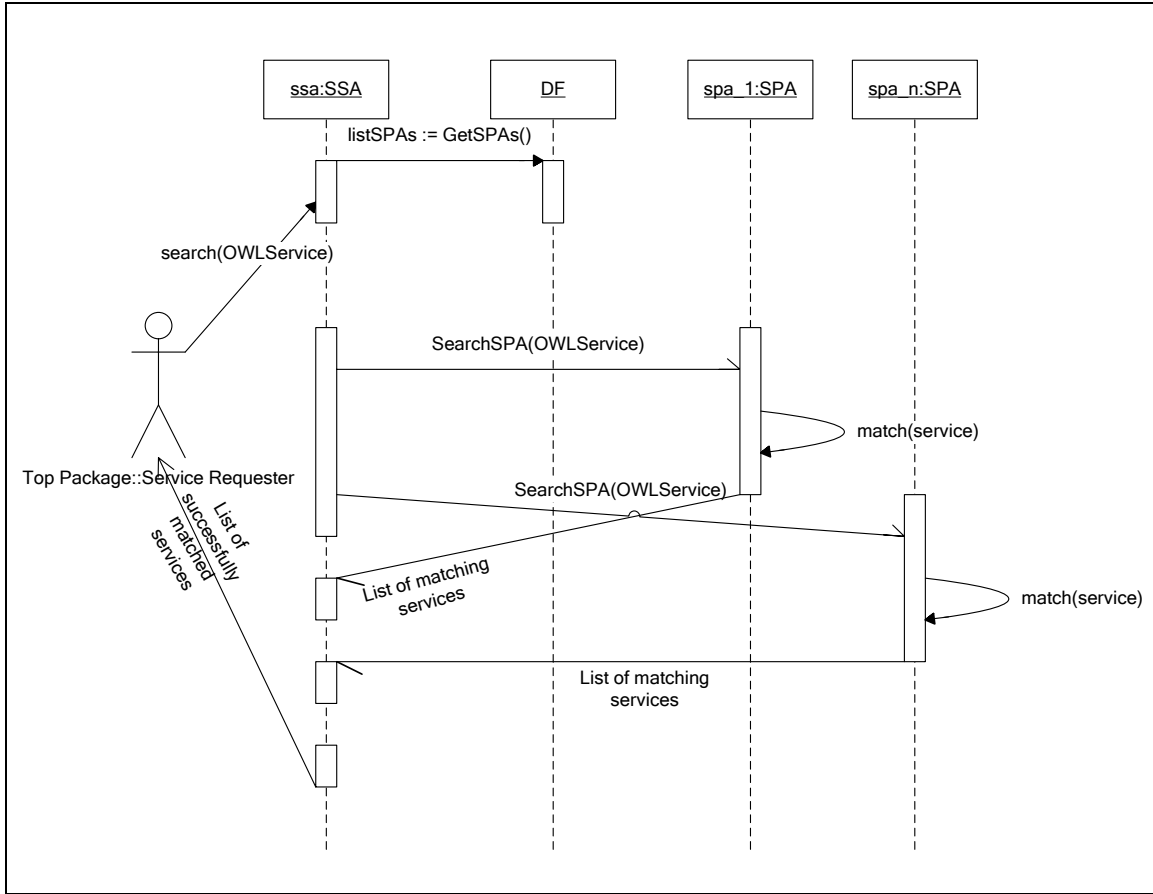 ssa:SSA
DF
spa_1:SPA
spa_n:SPA
listSPAs := GetSPAs()
search(OWLService)
SearchSPA(OWLService)
match(service)
Top Package::Service Requester
SearchSPA(OWLService)
List of
successfully
matched
services
List of matching
services
match(service)
List of matching
services